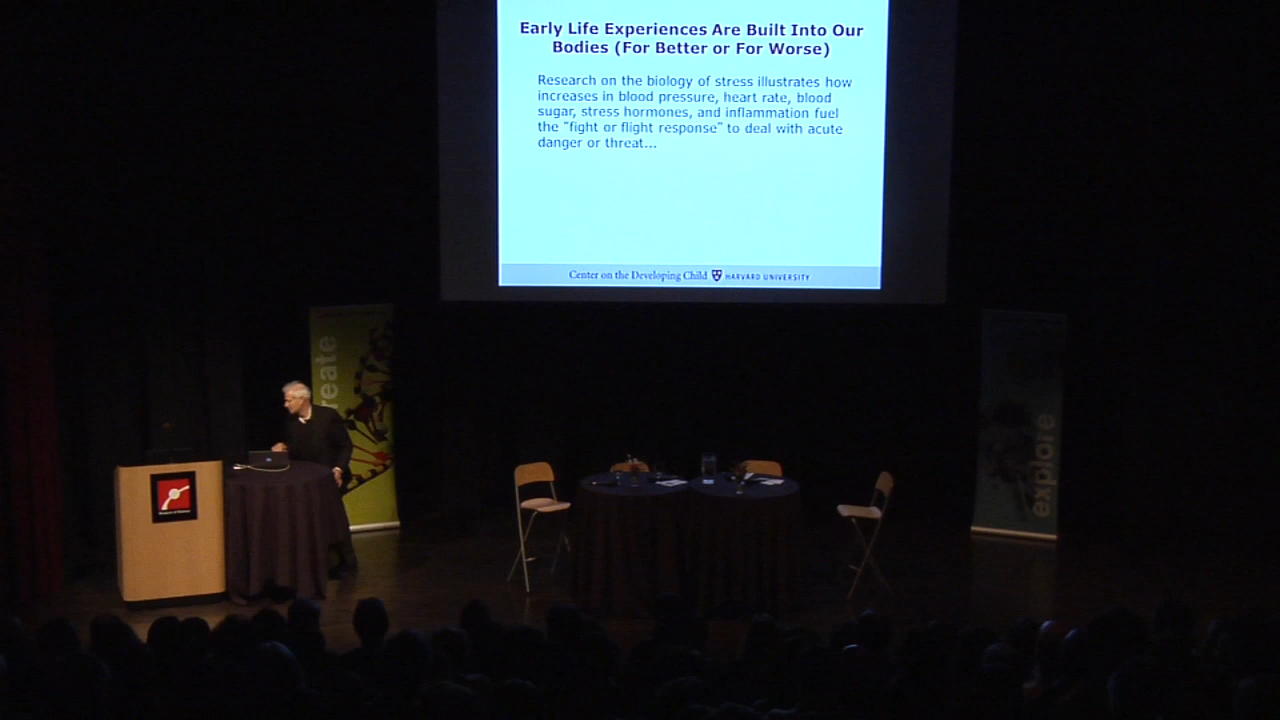 Early Life Experiences Are Built Into Our
Bodies (For Better or For Worse)
Research on the biology of stress illustrates how
increases in blood pressure, heart rate, blood
sugar, stress hormones, and inflammation fuel
the "fight or flight response" to deal with acute
danger or threat...
Center on the Developing Child HARVARD UNIVERSITY
reate
explore